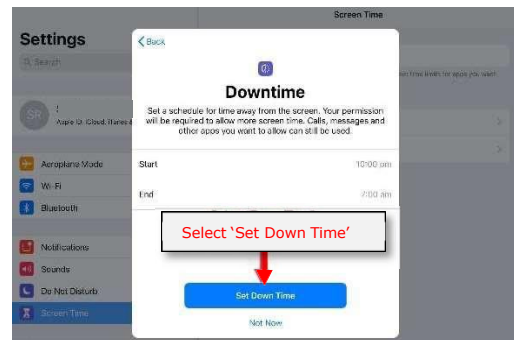 Screen Time
Settings
Search
SR
Aeroplane Mode
Wi-Fi
Bluetooth
Notifications
Sounds
Do Not Disturb
Screen Time
Back
Downtime
Set a schedule for time away from the screen. Your permission
will be required to allow more screen time. Calls, messages and
other apps you want to allow can still be used.
Start 10:00 pm
End 7:00 am
Select ‘Set Down Time’
Set Down Time
Not Now